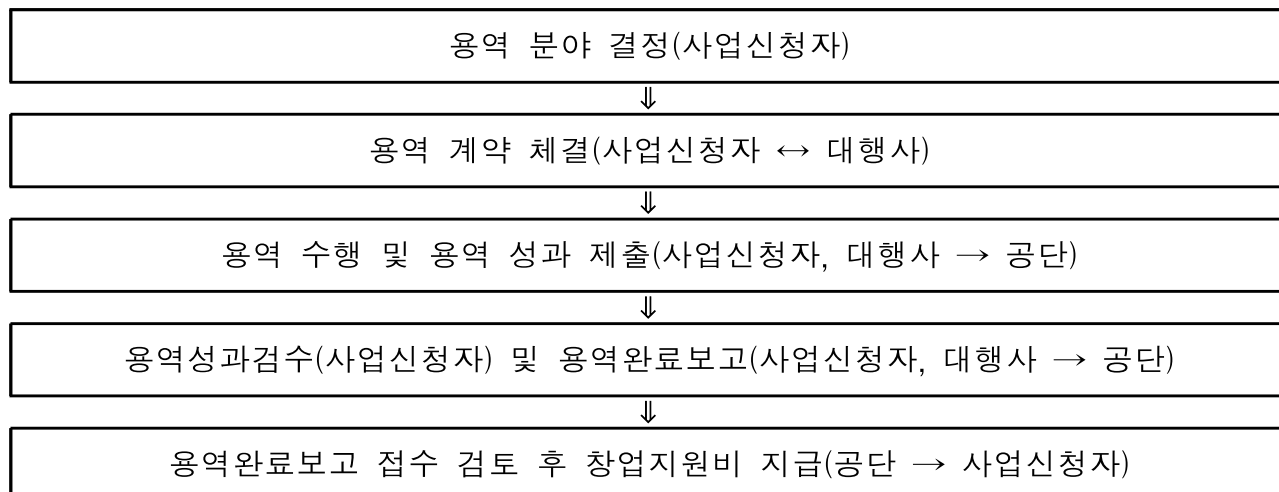 용역 분야 결정(사업신청자)
⇓
용역 계약 체결(사업신청자 ↔ 대행사)
⇓
용역 수행 및 용역 성과 제출(사업신청자, 대행사 → 공단)
⇓
용역성과검수(사업신청자) 및 용역완료보고(사업신청자, 대행사 → 공단)
⇓
용역완료보고 접수 검토 후 창업지원비 지급(공단 → 사업신청자)